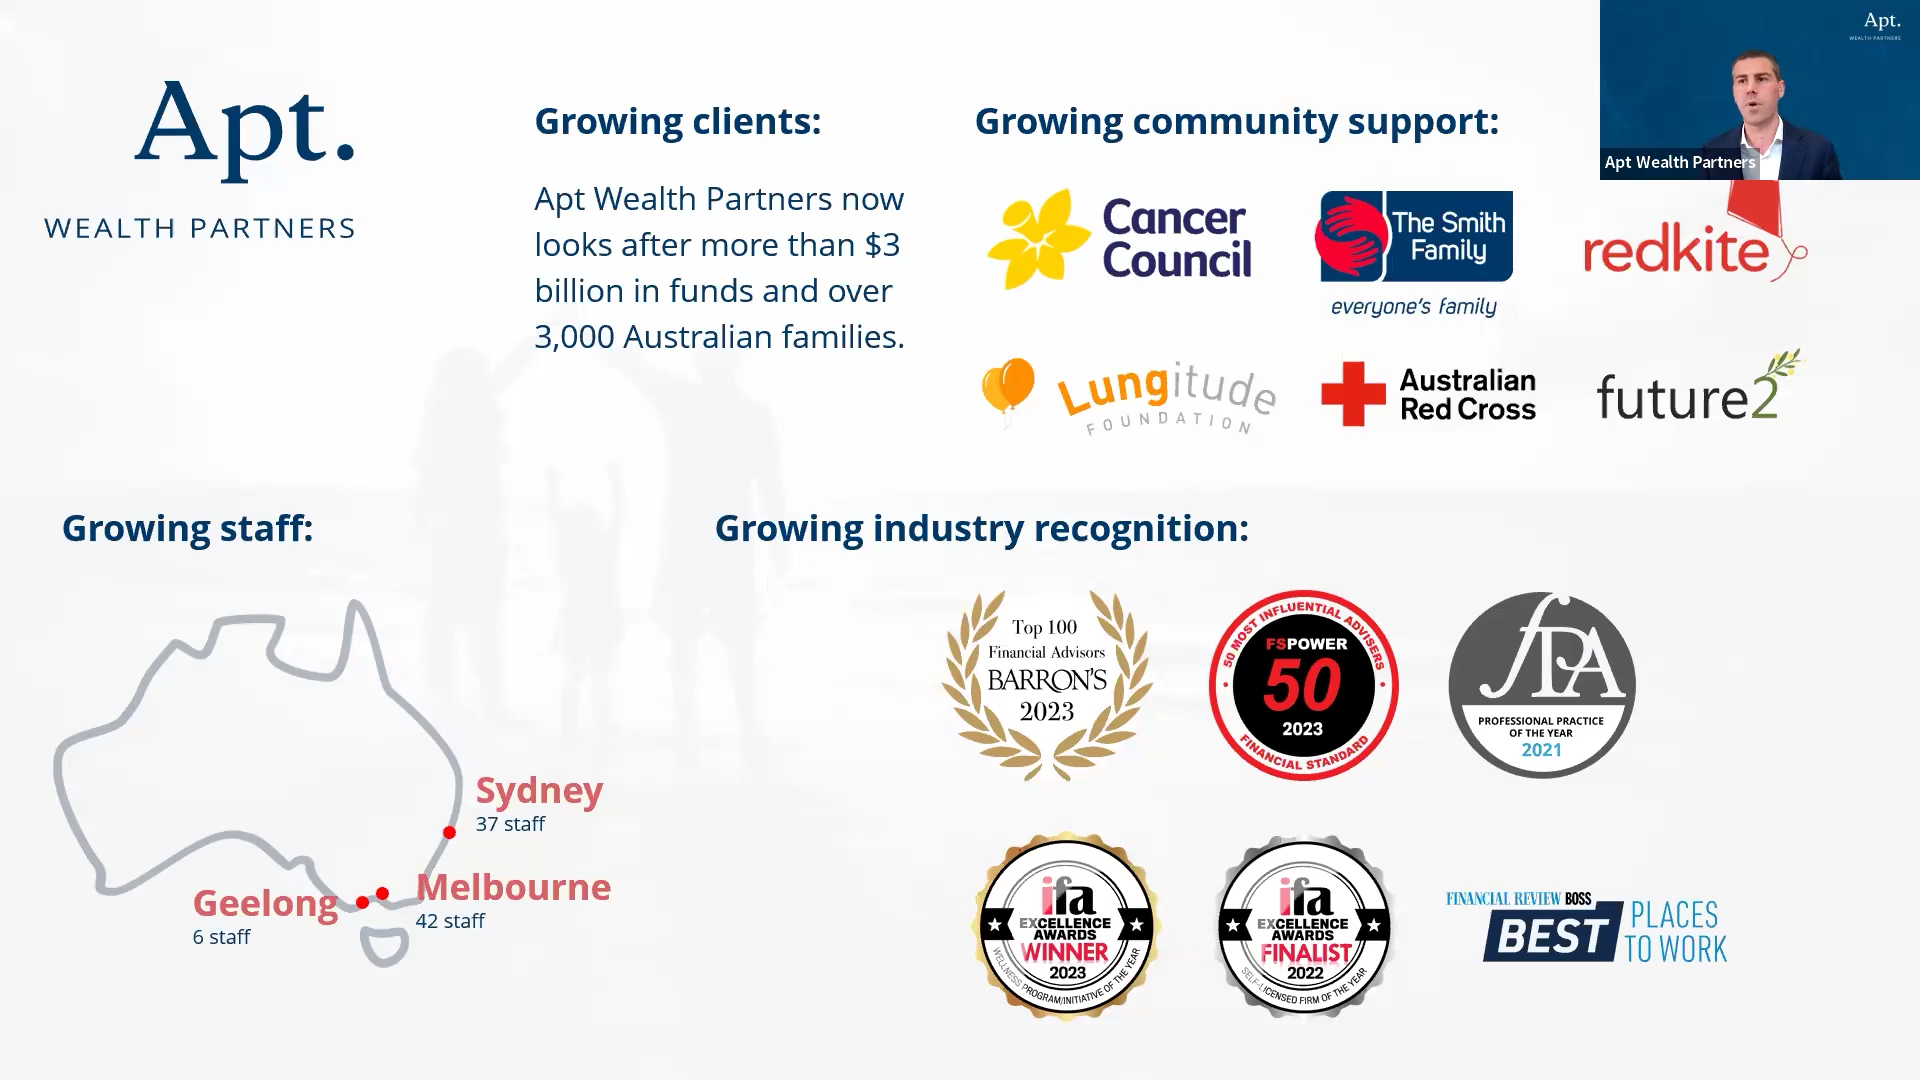 Apt.
WEALTH PARTNERS
Growing clients:
Apt Wealth Partners now
looks after more than $3
billion in funds and over
3,000 Australian families.
Growing community support:
Cancer
Council
The Smith
Family
everyone's family
redkite
Lungitude
FOUNDATION
Australian
Red Cross
future2
Apt.
WEALTH PARTNERS
Apt Wealth Partners
Growing staff:
Sydney
37 staff
Melbourne
42 staff
Geelong
6 staff
Growing industry recognition:
Top 100
Financial Advisors
BARRON'S
2023
50 MOST INFLUENTIAL ADVISERS
FSPOWER
50
2023
FINANCIAL STANDARD
fPA
PROFESSIONAL PRACTICE
OF THE YEAR
2021
ifa
EXCELLENCE
AWARDS
WINNER
2023
WELLNESS PROGRAM/INITIATIVE OF THE YEAR
ifa
EXCELLENCE
AWARDS
FINALIST
2022
SELF-LICENSED FIRM OF THE YEAR
FINANCIAL REVIEW BOSS
BEST PLACES
TO WORK